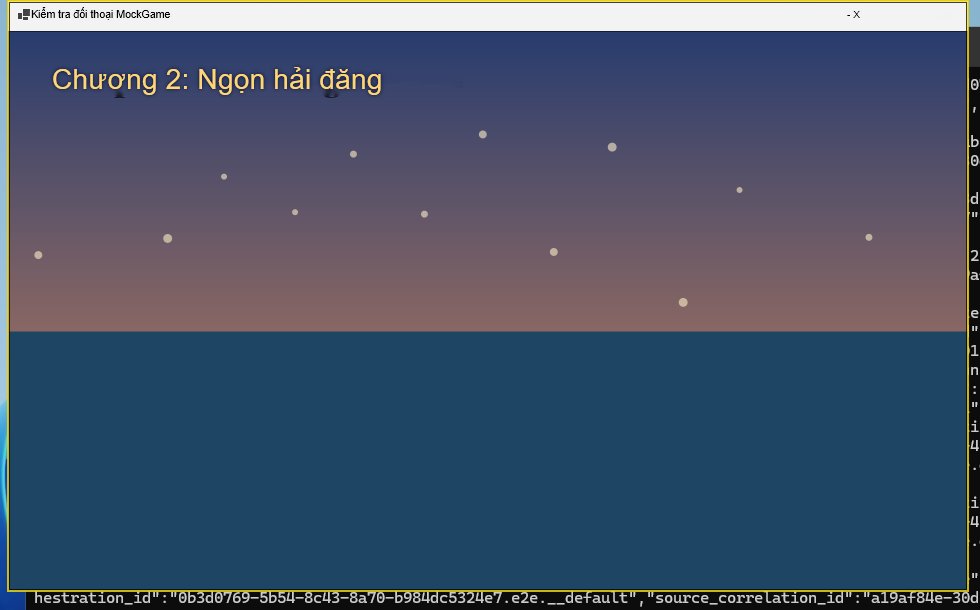 Kiểm tra đối thoại MockGame
- X
Chương 2: Ngọn hải đăng
hestration_id":"0b3d0769-5b54-8c43-8a70-b984dc5324e7.e2e.__default","source_correlation_id":"a19af84e-30